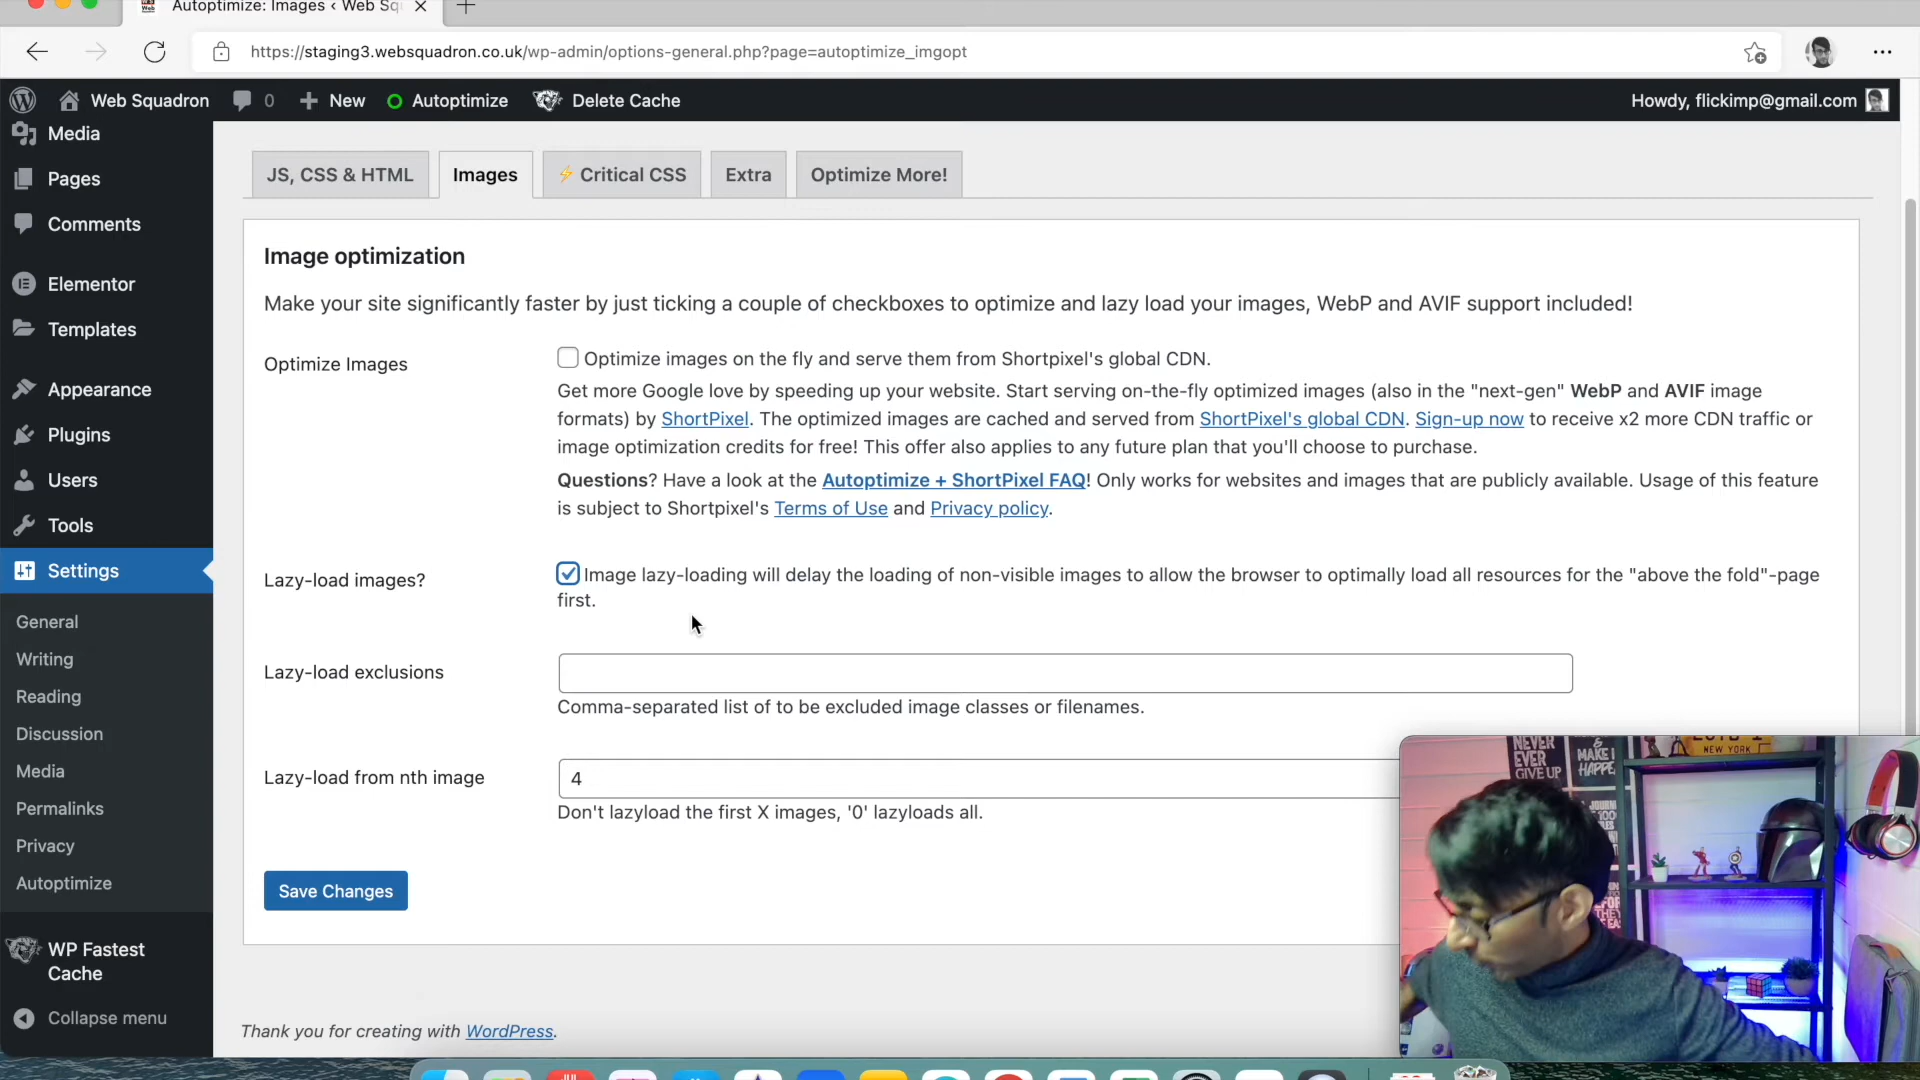 Autoptimize: Images ‹ Web Sq
https://staging3.websquadron.co.uk/wp-admin/options-general.php?page=autoptimize_imgopt
Web Squadron 0 New Autoptimize Delete Cache Howdy, flickimp@gmail.com
Media
Pages
Comments
Elementor
Templates
Appearance
Plugins
Users
Tools
Settings
General
Writing
Reading
Discussion
Media
Permalinks
Privacy
Autoptimize
WP Fastest
Cache
Collapse menu
JS, CSS & HTML Images ⚡ Critical CSS Extra Optimize More!
Image optimization
Make your site significantly faster by just ticking a couple of checkboxes to optimize and lazy load your images, WebP and AVIF support included!
Optimize Images
Optimize images on the fly and serve them from Shortpixel's global CDN.
Get more Google love by speeding up your website. Start serving on-the-fly optimized images (also in the "next-gen" WebP and AVIF image
formats) by ShortPixel. The optimized images are cached and served from ShortPixel's global CDN. Sign-up now to receive x2 more CDN traffic or
image optimization credits for free! This offer also applies to any future plan that you'll choose to purchase.
Questions? Have a look at the Autoptimize + ShortPixel FAQ! Only works for websites and images that are publicly available. Usage of this feature
is subject to Shortpixel's Terms of Use and Privacy policy.
Lazy-load images?
Image lazy-loading will delay the loading of non-visible images to allow the browser to optimally load all resources for the "above the fold"-page
first.
Lazy-load exclusions
Comma-separated list of to be excluded image classes or filenames.
Lazy-load from nth image
4
Don't lazyload the first X images, '0' lazyloads all.
Save Changes
Thank you for creating with WordPress.
NEVER
EVER
GIVE UP
MAKE
HAPPE
NEW YORK